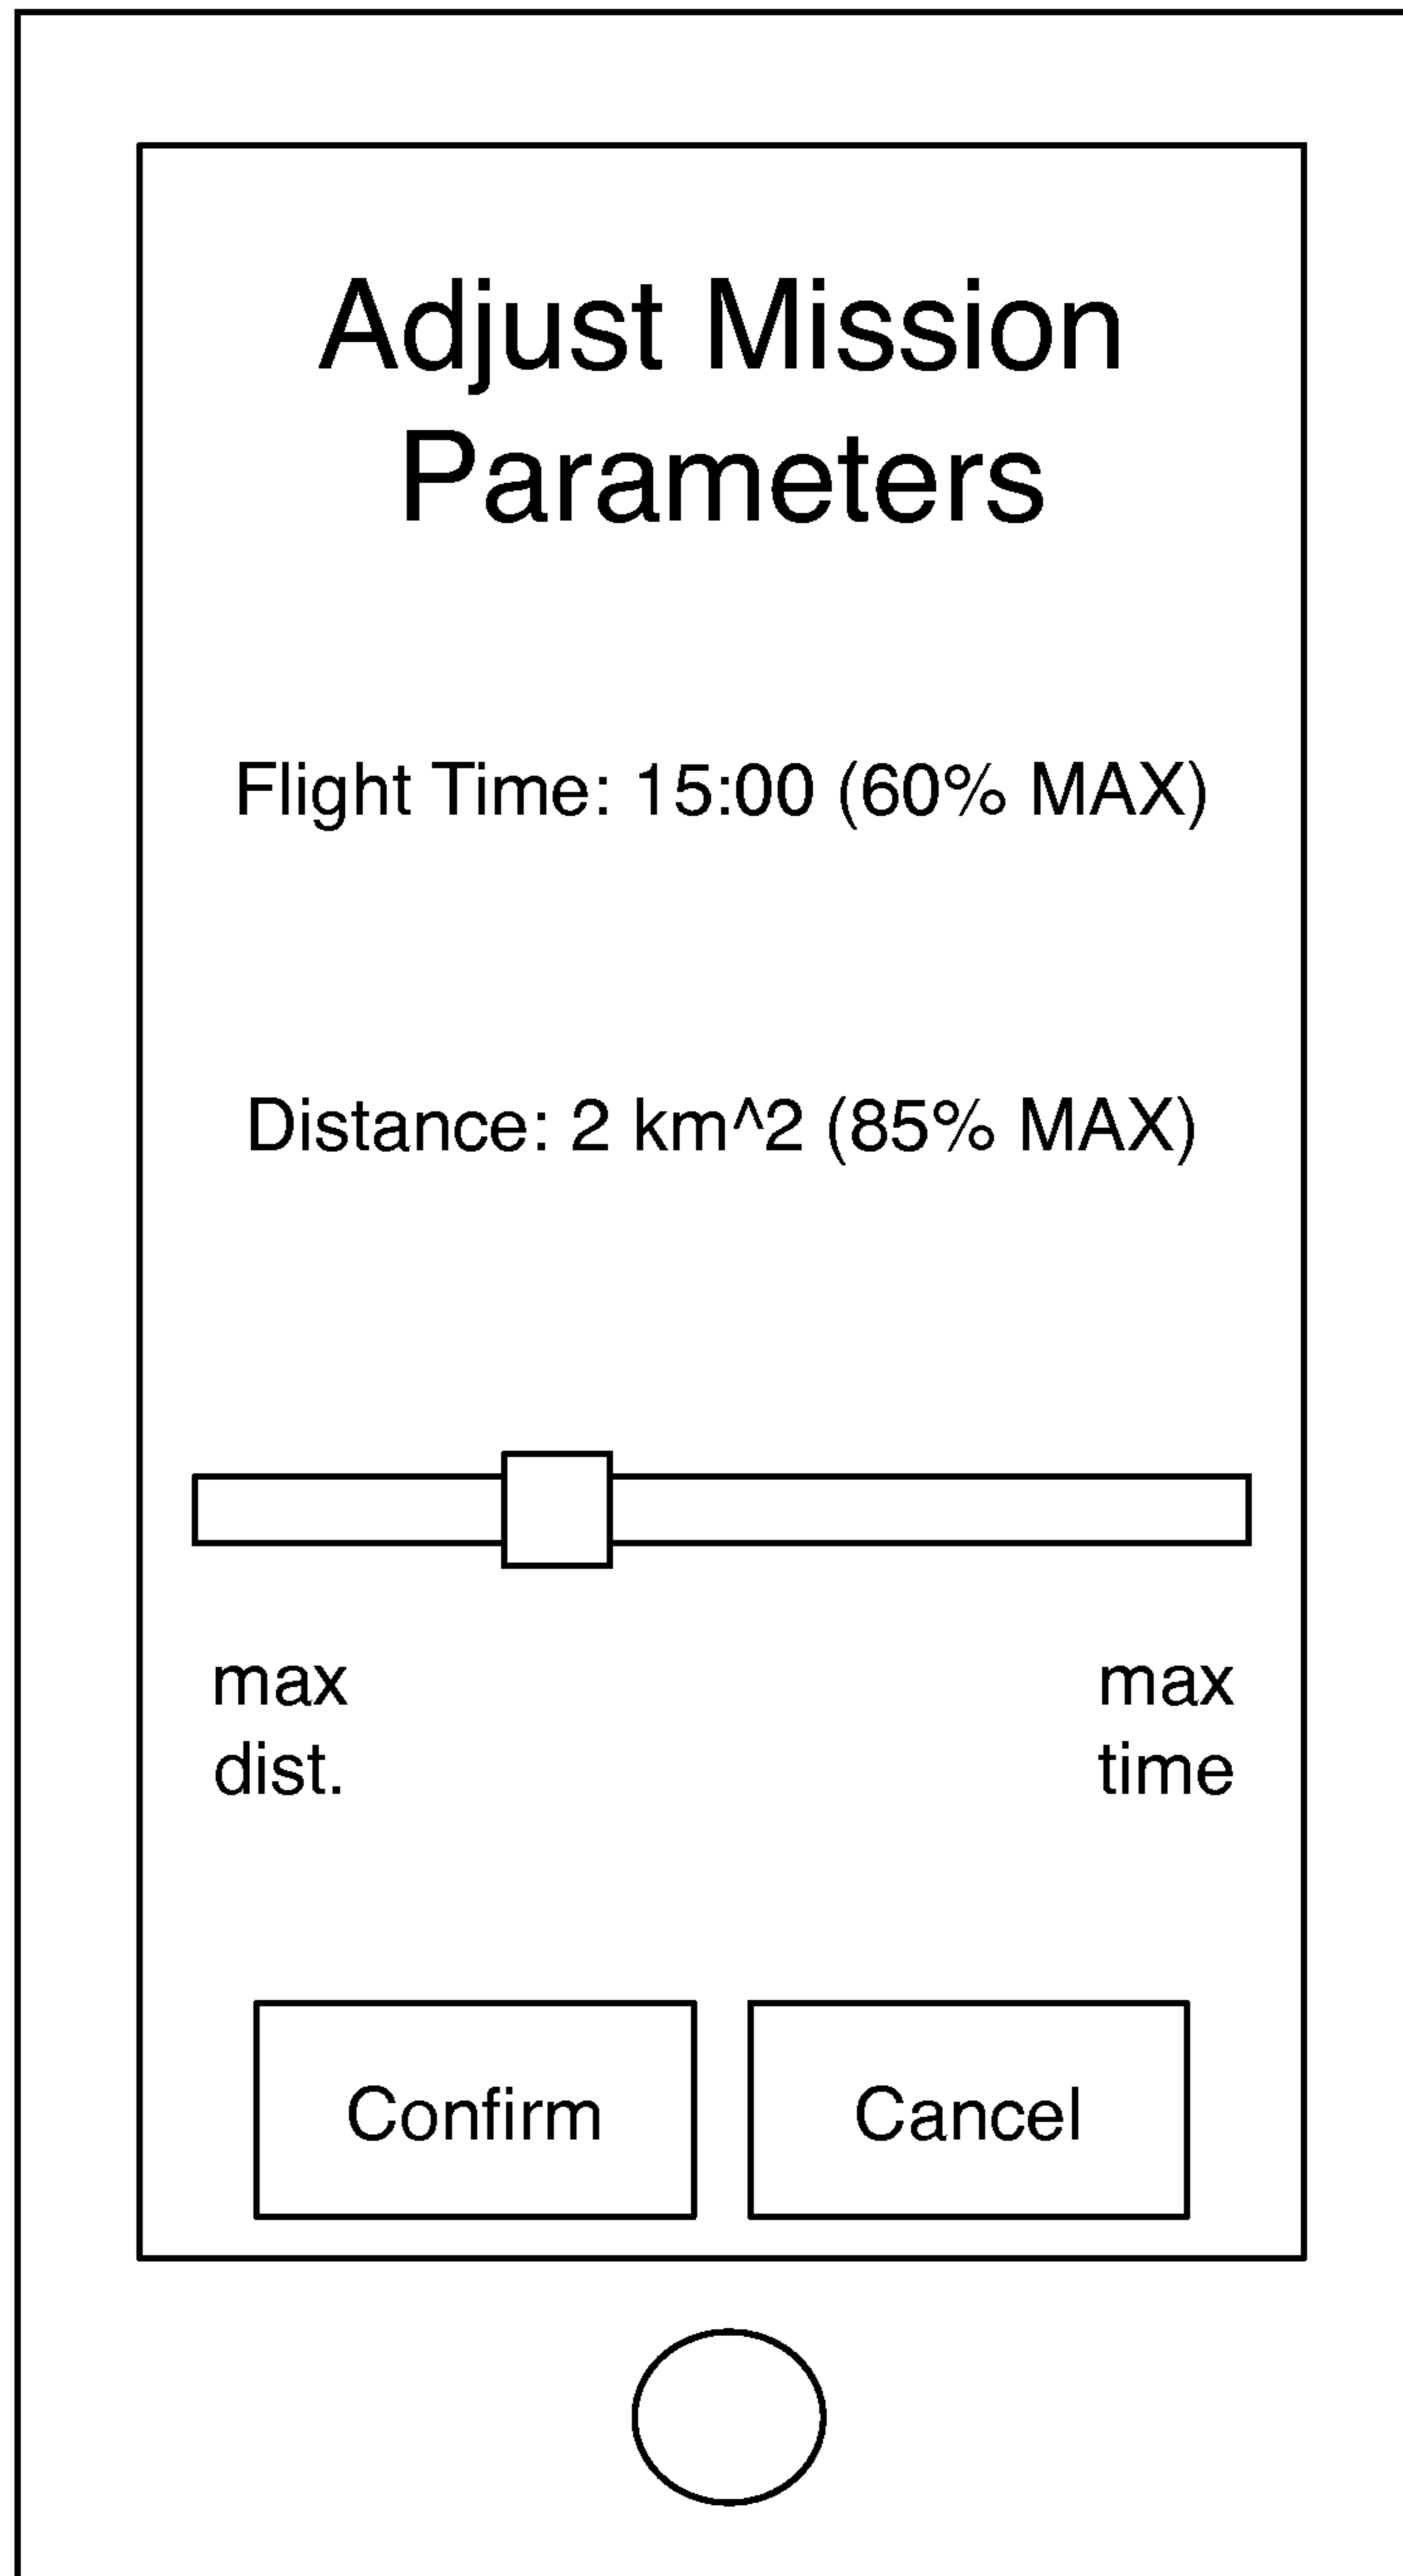 Adjust Mission
Parameters
Flight Time: 15:00 (60% MAX)
Distance: 2 km^2 (85% MAX)
max
dist.
max
time
Confirm
Cancel